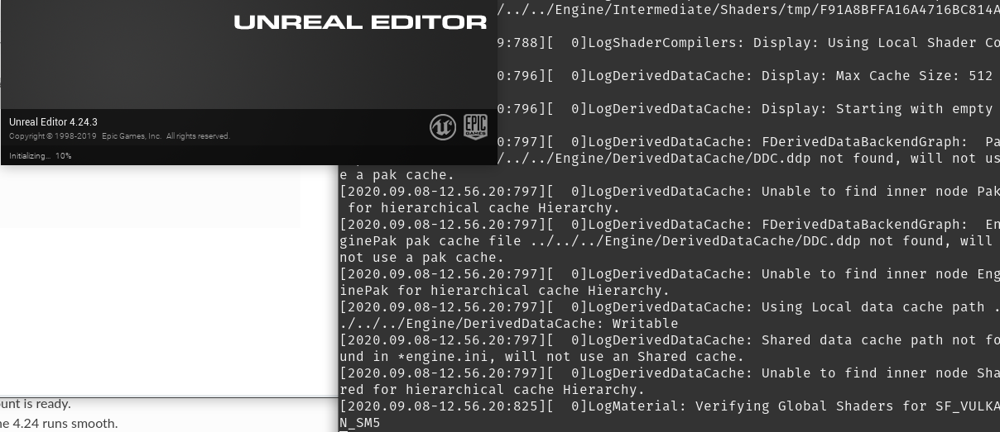 UNREAL EDITOR
Unreal Editor 4.24.3
Copyright © 1998-2019 Epic Games, Inc. All rights reserved.
EPIC
GAMES
Initializing... 10%
/../../Engine/Intermediate/Shaders/tmp/F91A8BFFA16A4716BC814A
9:788][  0]LogShaderCompilers: Display: Using Local Shader Co
0:796][  0]LogDerivedDataCache: Display: Max Cache Size: 512
0:796][  0]LogDerivedDataCache: Display: Starting with empty
0:797][  0]LogDerivedDataCache: FDerivedDataBackendGraph:  Pa
/../../Engine/DerivedDataCache/DDC.ddp not found, will not us
e a pak cache.
[2020.09.08-12.56.20:797][  0]LogDerivedDataCache: Unable to find inner node Pak
for hierarchical cache Hierarchy.
[2020.09.08-12.56.20:797][  0]LogDerivedDataCache: FDerivedDataBackendGraph:  En
ginePak pak cache file ../../../Engine/DerivedDataCache/DDC.ddp not found, will
not use a pak cache.
[2020.09.08-12.56.20:797][  0]LogDerivedDataCache: Unable to find inner node Eng
inePak for hierarchical cache Hierarchy.
[2020.09.08-12.56.20:797][  0]LogDerivedDataCache: Using Local data cache path .
./../../Engine/DerivedDataCache: Writable
[2020.09.08-12.56.20:797][  0]LogDerivedDataCache: Shared data cache path not fo
und in *engine.ini, will not use an Shared cache.
[2020.09.08-12.56.20:797][  0]LogDerivedDataCache: Unable to find inner node Sha
red for hierarchical cache Hierarchy.
[2020.09.08-12.56.20:825][  0]LogMaterial: Verifying Global Shaders for SF_VULKA
N_SM5
unt is ready.
ne 4.24 runs smooth.